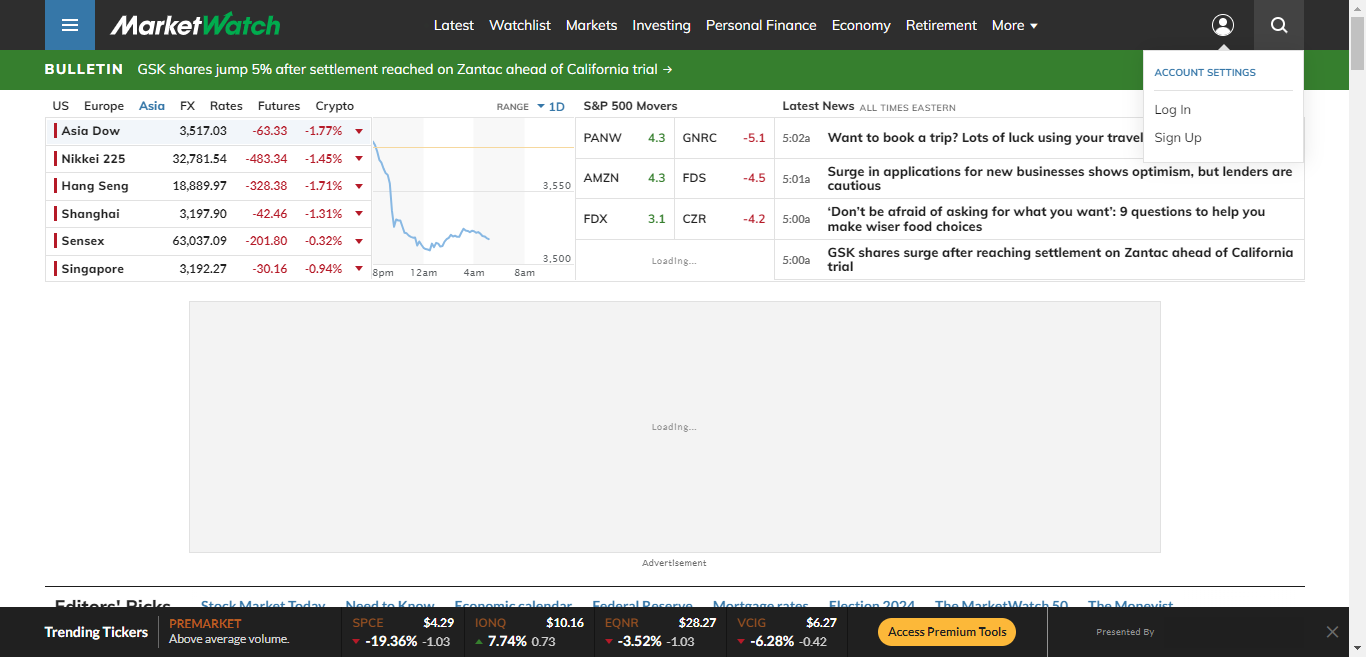 MarketWatch
Latest Watchlist Markets Investing Personal Finance Economy Retirement More
BULLETIN GSK shares jump 5% after settlement reached on Zantac ahead of California trial →
ACCOUNT SETTINGS
Log In
Sign Up
US Europe Asia FX Rates Futures Crypto RANGE 1D
Asia Dow 3,517.03 -63.33 -1.77%
Nikkei 225 32,781.54 -483.34 -1.45%
Hang Seng 18,889.97 -328.38 -1.71%
Shanghai 3,197.90 -42.46 -1.31%
Sensex 63,037.09 -201.80 -0.32%
Singapore 3,192.27 -30.16 -0.94%
3,550
3,500
8pm 12am 4am 8am
S&P 500 Movers
PANW 4.3 GNRC -5.1
AMZN 4.3 FDS -4.5
FDX 3.1 CZR -4.2
Loading...
Latest News ALL TIMES EASTERN
5:02a Want to book a trip? Lots of luck using your travel
5:01a Surge in applications for new businesses shows optimism, but lenders are
cautious
5:00a ‘Don’t be afraid of asking for what you want’: 9 questions to help you
make wiser food choices
5:00a GSK shares surge after reaching settlement on Zantac ahead of California
trial
Loading...
Advertisement
Editors' Picks Stock Market Today Need to Know Economic calendar Federal Reserve Mortgage rates Election 2024 The MarketWatch 50 The Moneyist
Trending Tickers
PREMARKET
Above average volume.
SPCE $4.29
-19.36% -1.03
IONQ $10.16
7.74% 0.73
EQNR $28.27
-3.52% -1.03
VCIG $6.27
-6.28% -0.42
Access Premium Tools
Presented By